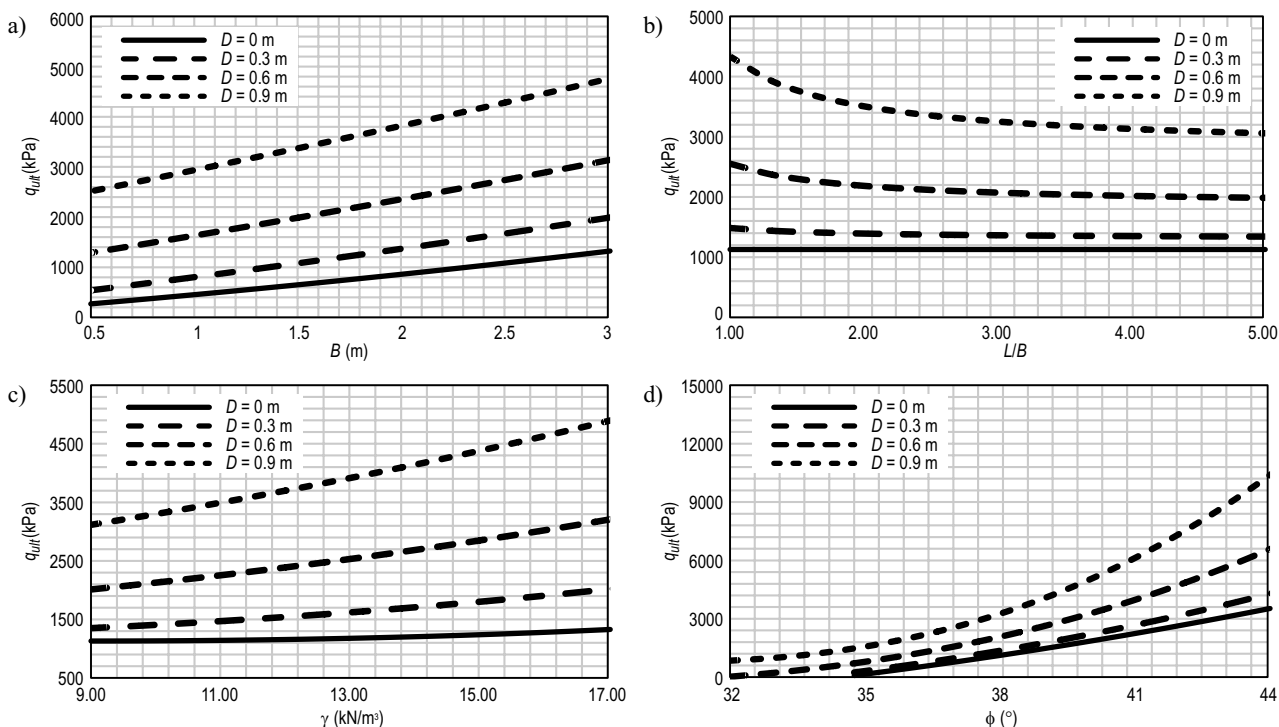 a)
6000
5000
4000
3000
2000
1000
0
q_ult (kPa)
D = 0 m
D = 0.3 m
D = 0.6 m
D = 0.9 m
0.5
1
1.5
2
2.5
3
B (m)
b)
5000
4000
3000
2000
1000
0
q_ult (kPa)
D = 0 m
D = 0.3 m
D = 0.6 m
D = 0.9 m
1.00
2.00
3.00
4.00
5.00
L/B
c)
5500
4500
3500
2500
1500
500
q_ult (kPa)
D = 0 m
D = 0.3 m
D = 0.6 m
D = 0.9 m
9.00
11.00
13.00
15.00
17.00
γ (kN/m³)
d)
15000
12000
9000
6000
3000
0
q_ult (kPa)
D = 0 m
D = 0.3 m
D = 0.6 m
D = 0.9 m
32
35
38
41
44
ϕ (°)